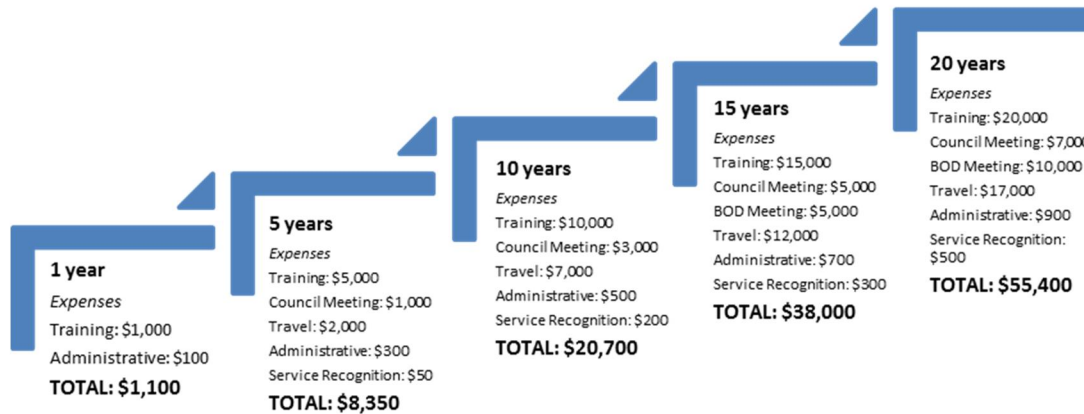 1 year
Expenses
Training: $1,000
Administrative: $100
TOTAL: $1,100
5 years
Expenses
Training: $5,000
Council Meeting: $1,000
Travel: $2,000
Administrative: $300
Service Recognition: $50
TOTAL: $8,350
10 years
Expenses
Training: $10,000
Council Meeting: $3,000
Travel: $7,000
Administrative: $500
Service Recognition: $200
TOTAL: $20,700
15 years
Expenses
Training: $15,000
Council Meeting: $5,000
BOD Meeting: $5,000
Travel: $12,000
Administrative: $700
Service Recognition: $300
TOTAL: $38,000
20 years
Expenses
Training: $20,000
Council Meeting: $7,000
BOD Meeting: $10,000
Travel: $17,000
Administrative: $900
Service Recognition:
$500
TOTAL: $55,400